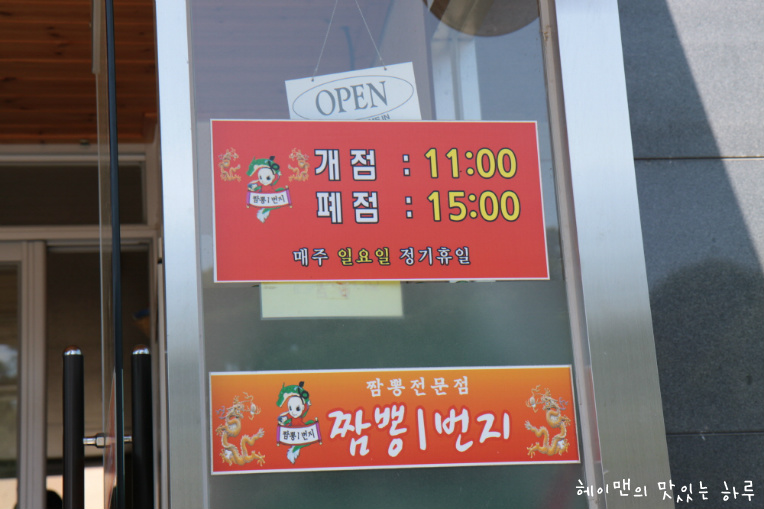 OPEN
개점 : 11:00
폐점 : 15:00
짬뽕1번지
매주 일요일 정기휴일
짬뽕전문점
짬뽕1번지
짬뽕1번지
헤이맨의 맛있는 하루